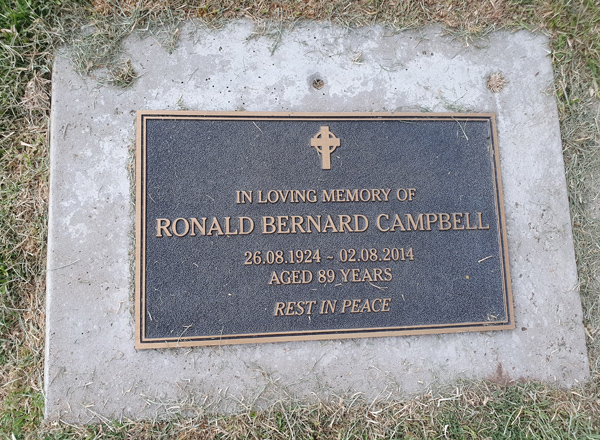 IN LOVING MEMORY OF
RONALD BERNARD CAMPBELL
26.08.1924 ~ 02.08.2014
AGED 89 YEARS
REST IN PEACE